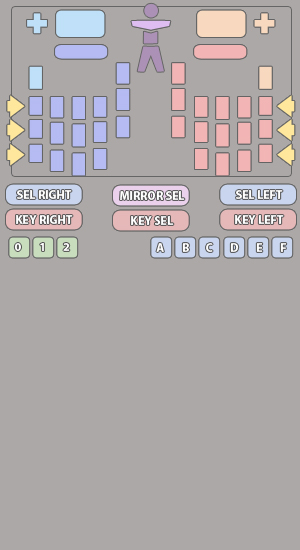 SEL RIGHT MIRROR SEL SEL LEFT
KEY RIGHT KEY SEL KEY LEFT
0 1 2 A B C D E F